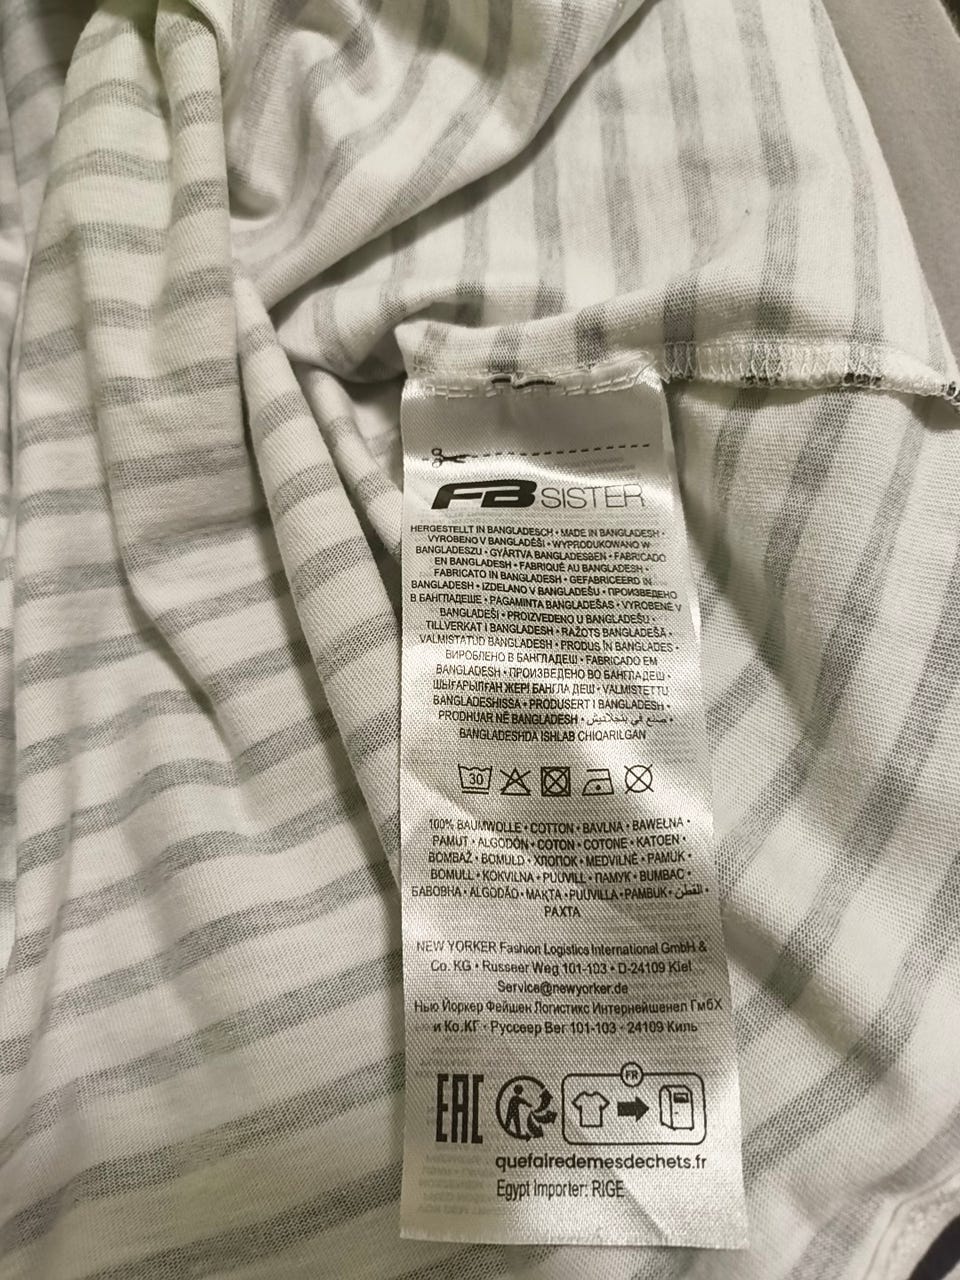 FB SISTER
HERGESTELLT IN BANGLADESCH • MADE IN BANGLADESH •
VYROBENO V BANGLADÉŠI • WYPRODUKOWANO W
BANGLADESZU • GYÁRTVA BANGLADESBEN • FABRICADO
EN BANGLADESH • FABRIQUÉ AU BANGLADESH •
FABRICATO IN BANGLADESH • GEFABRICEERD IN
BANGLADESH • IZDELANO V BANGLADEŠU • ПРОИЗВЕДЕНО
В БАНГЛАДЕШЕ • PAGAMINTA BANGLADEŠAS • VYROBENÉ V
BANGLADÉŠI • PROIZVEDENO U BANGLADEŠU •
TILLVERKAT I BANGLADESH • RAŽOTS BANGLADEŠĀ •
VALMISTATUD BANGLADESH • PRODUS ÎN BANGLADES •
ВИРОБЛЕНО В БАНГЛАДЕШ • FABRICADO EM
BANGLADESH • ПРОИЗВЕДЕНО ВО БАНГЛАДЕШ •
ШЫҒАРЫЛҒАН ЖЕРІ БАНГЛА ДЕШ • VALMISTETTU
BANGLADESHISSA • PRODUSERT I BANGLADESH •
PRODHUAR NË BANGLADESH • صنع في بنجلاديش •
BANGLADESHDA ISHLAB CHIQARILGAN
30
100% BAUMWOLLE • COTTON • BAVLNA • BAWEŁNA •
PAMUT • ALGODÓN • COTON • COTONE • KATOEN •
BOMBAŽ • BOMULD • ХЛОПОК • MEDVILNĖ • PAMUK •
BOMULL • KOKVILNA • PUUVILL • ПАМУК • BUMBAC •
БАВОВНА • ALGODÃO • МАҚТА • PUUVILLA • PAMBUK • القطن •
PAXTA
NEW YORKER Fashion Logistics International GmbH &
Co. KG • Russeer Weg 101-103 • D-24109 Kiel
Service@newyorker.de
Нью Йоркер Фейшен Логистикс Интернейшенел ГмбХ
и Ко.КГ • Руссеер Вег 101-103 • 24109 Киль
EAC
FR
quefairedemesdechets.fr
Egypt Importer: RIGE